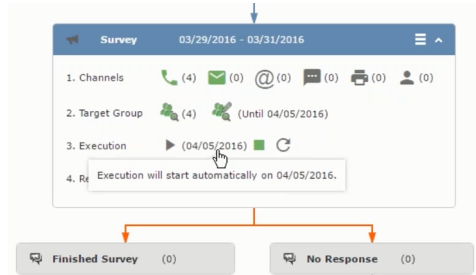 Survey 03/29/2016 - 03/31/2016
1. Channels (4) (0) @ (0) (0) (0) (0)
2. Target Group (4) (Until 04/05/2016)
3. Execution (04/05/2016)
4. Re
Execution will start automatically on 04/05/2016.
Finished Survey (0) No Response (0)